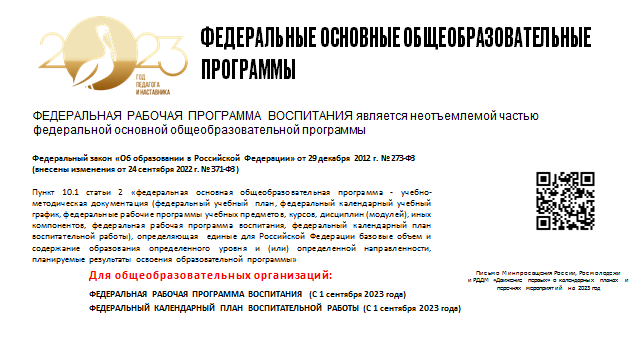 2023
ГОД
ПЕДАГОГА
И НАСТАВНИКА
ФЕДЕРАЛЬНЫЕ ОСНОВНЫЕ ОБЩЕОБРАЗОВАТЕЛЬНЫЕ
ПРОГРАММЫ
ФЕДЕРАЛЬНАЯ РАБОЧАЯ ПРОГРАММА ВОСПИТАНИЯ является неотъемлемой частью
федеральной основной общеобразовательной программы
Федеральный закон «Об образовании в Российской Федерации» от 29 декабря 2012 г. № 273-ФЗ
(внесены изменения от 24 сентября 2022 г. № 371-ФЗ)
Пункт 10.1 статьи 2 «федеральная основная общеобразовательная программа - учебно-
методическая документация (федеральный учебный план, федеральный календарный учебный
график, федеральные рабочие программы учебных предметов, курсов, дисциплин (модулей), иных
компонентов, федеральная рабочая программа воспитания, федеральный календарный план
воспитательной работы), определяющая единые для Российской Федерации базовые объем и
содержание образования определенного уровня и (или) определенной направленности,
планируемые результаты освоения образовательной программы»
Для общеобразовательных организаций:
ФЕДЕРАЛЬНАЯ РАБОЧАЯ ПРОГРАММА ВОСПИТАНИЯ (С 1 сентября 2023 года)
ФЕДЕРАЛЬНЫЙ КАЛЕНДАРНЫЙ ПЛАН ВОСПИТАТЕЛЬНОЙ РАБОТЫ (С 1 сентября 2023 года)
Письмо Минпросвещения России, Росмолодежи
и РДДМ «Движение первых» о календарных планах и
перечнях мероприятий на 2023 год